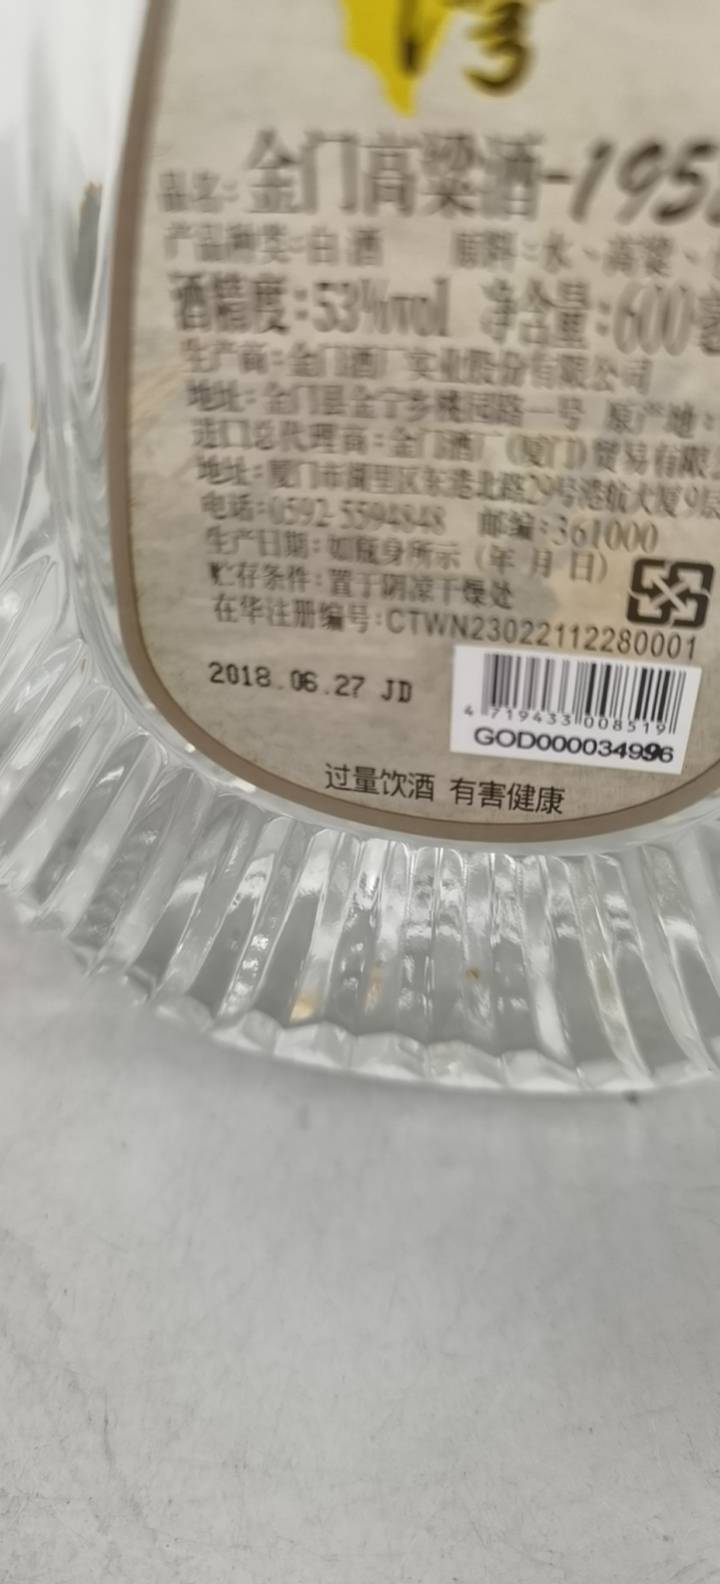 湾
品名:金门高粱酒-195
产品种类:白酒 原料:水、高粱、
酒精度:53%vol 净含量:600毫
生产商:金门酒厂实业股份有限公司
地址:金门县金宁乡桃园路一号 原产地:
进口总代理商:金门酒厂(厦门)贸易有限
地址:厦门市湖里区东港北路29号港航大厦9层
电话:0592-5594848 邮编:361000
生产日期:如瓶身所示(年 月 日)
贮存条件:置于阴凉干燥处
在华注册编号:CTWN23022112280001
2018.06.27 JD
4 719433 008519
GOD000034996
过量饮酒 有害健康